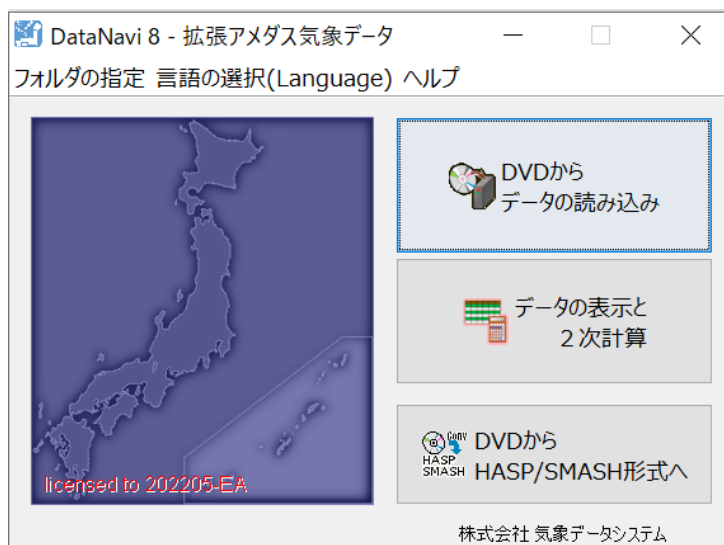 DataNavi 8 - 拡張アメダス気象データ
フォルダの指定 言語の選択(Language) ヘルプ
DVDから
データの読み込み
データの表示と
２次計算
Conv
HASP
SMASH
DVDから
HASP/SMASH形式へ
licensed to 202205-EA
株式会社 気象データシステム